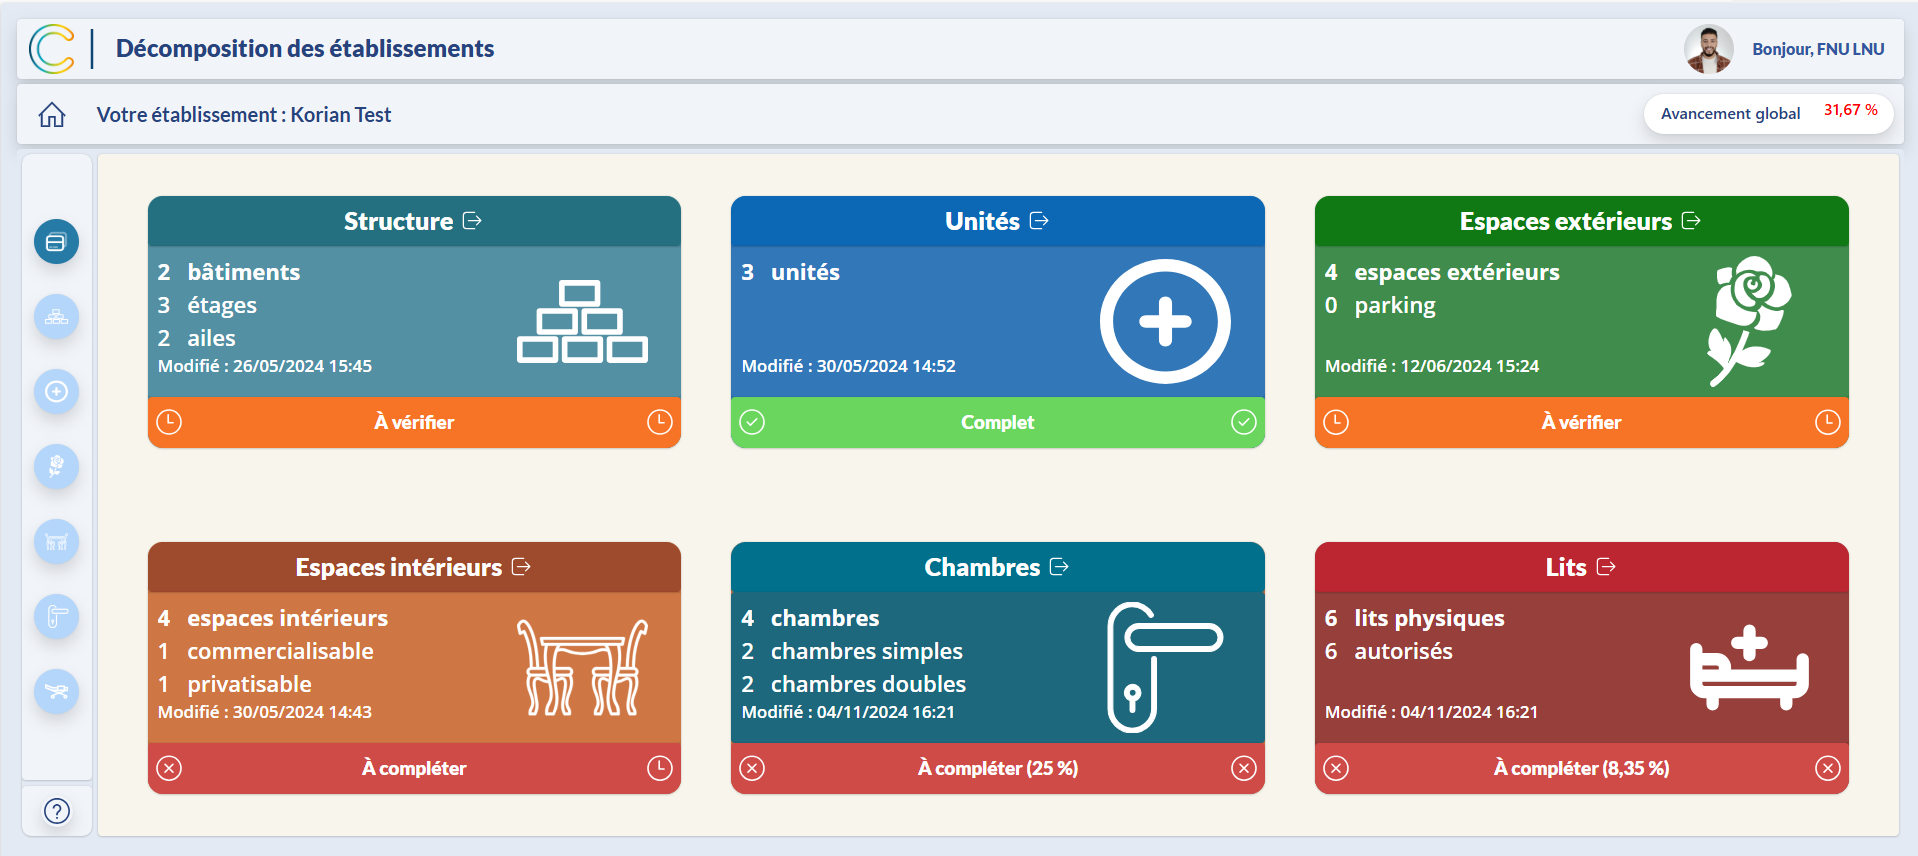 Décomposition des établissements
Bonjour, FNU LNU
Votre établissement : Korian Test
Avancement global 31,67 %
Structure
2 bâtiments
3 étages
2 ailes
Modifié : 26/05/2024 15:45
À vérifier
Unités
3 unités
Modifié : 30/05/2024 14:52
Complet
Espaces extérieurs
4 espaces extérieurs
0 parking
Modifié : 12/06/2024 15:24
À vérifier
Espaces intérieurs
4 espaces intérieurs
1 commercialisable
1 privatisable
Modifié : 30/05/2024 14:43
À compléter
Chambres
4 chambres
2 chambres simples
2 chambres doubles
Modifié : 04/11/2024 16:21
À compléter (25 %)
Lits
6 lits physiques
6 autorisés
Modifié : 04/11/2024 16:21
À compléter (8,35 %)